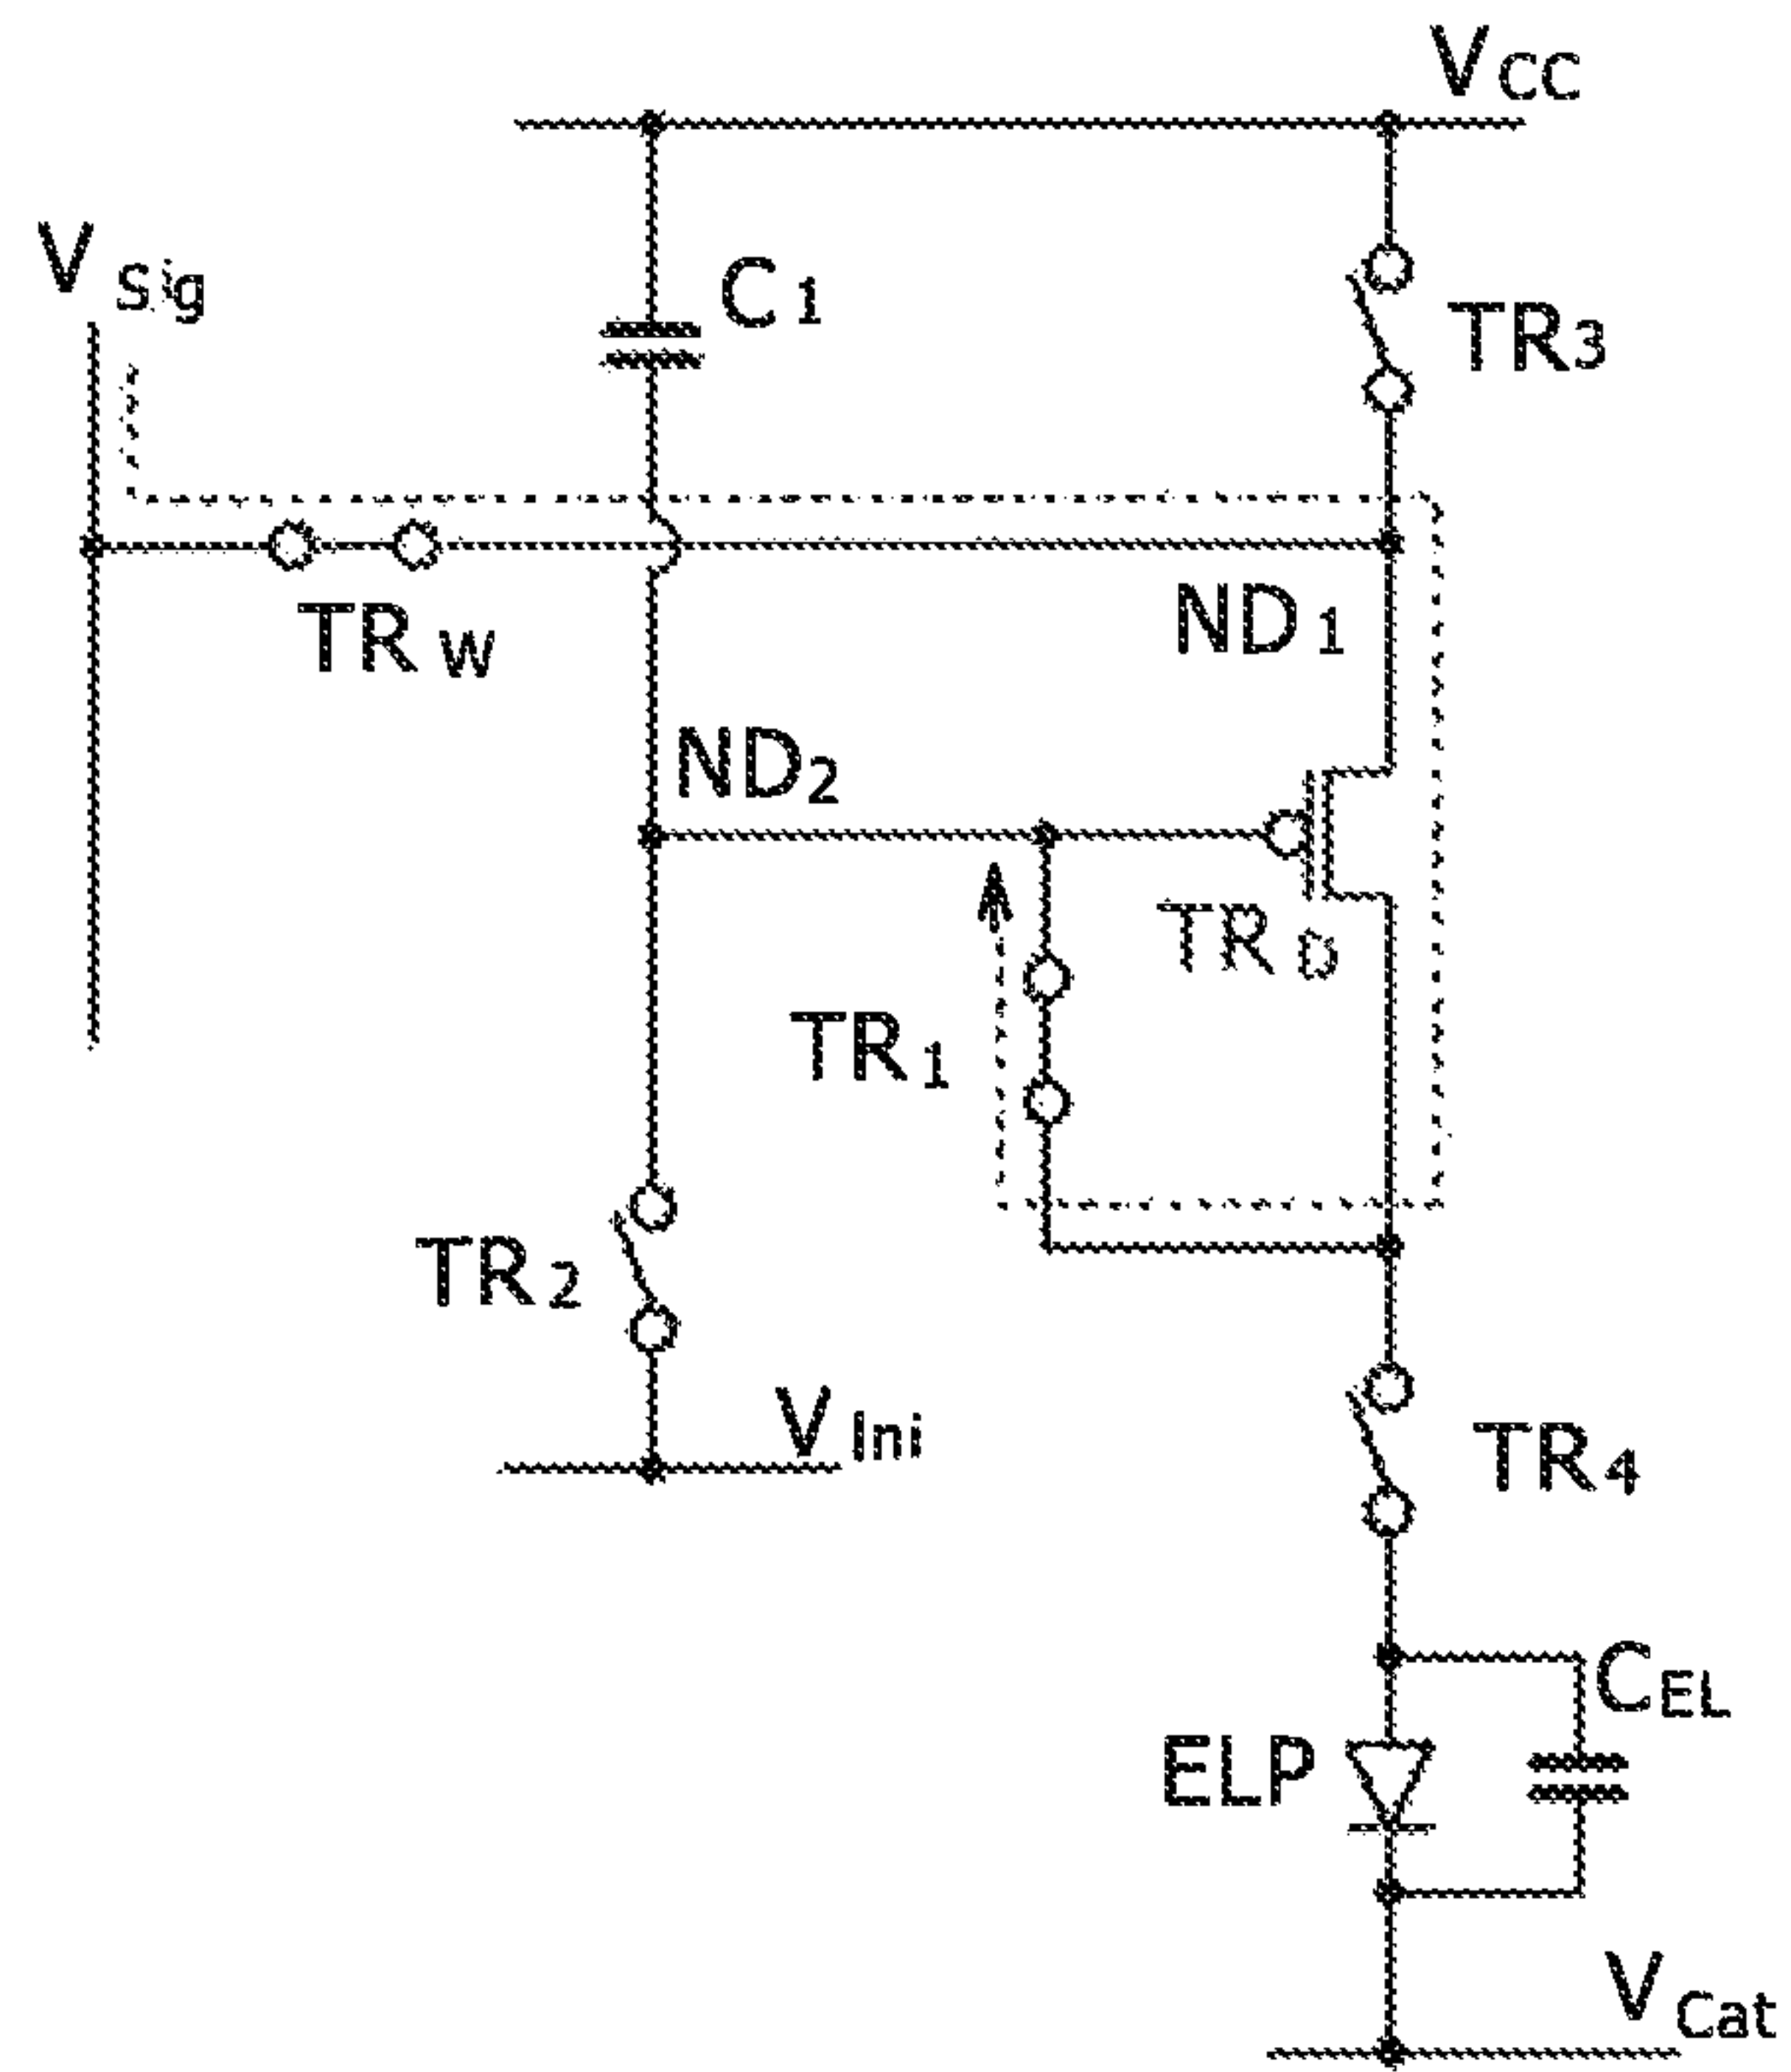 VCC
VSig
C1
TR3
TRW
ND1
ND2
TRD
TR1
TR2
VIni
TR4
CEL
ELP
VCat